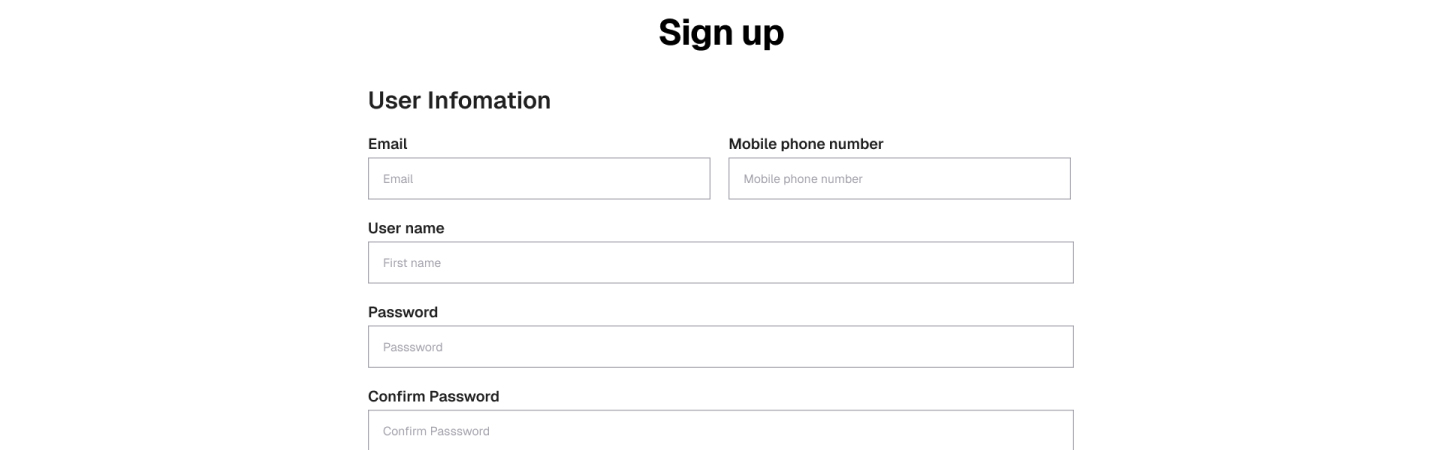 Sign up
User Infomation
Email
Mobile phone number
Email
Mobile phone number
User name
First name
Password
Passsword
Confirm Password
Confirm Passsword